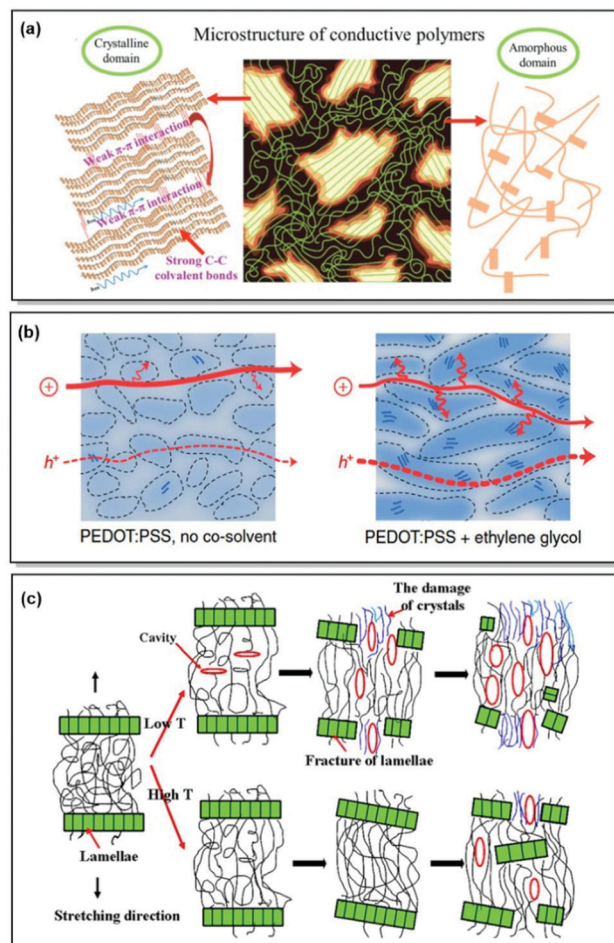 (a)
Microstructure of conductive polymers
Crystalline
domain
Amorphous
domain
Weak π-π interaction
Weak π-π interaction
Strong C-C
colvalent bonds
(b)
+
h+
PEDOT:PSS, no co-solvent
+
h+
PEDOT:PSS + ethylene glycol
(c)
The damage
of crystals
Cavity
Low T
Fracture of lamellae
High T
Lamellae
Stretching direction